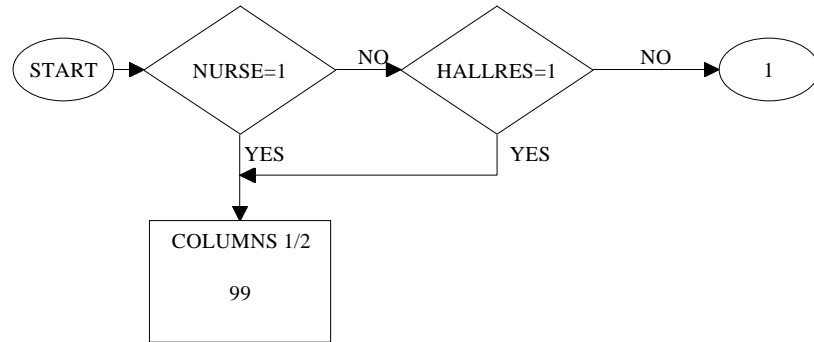 START
NURSE=1
NO
HALLRES=1
NO
1
YES
YES
COLUMNS 1/2
99